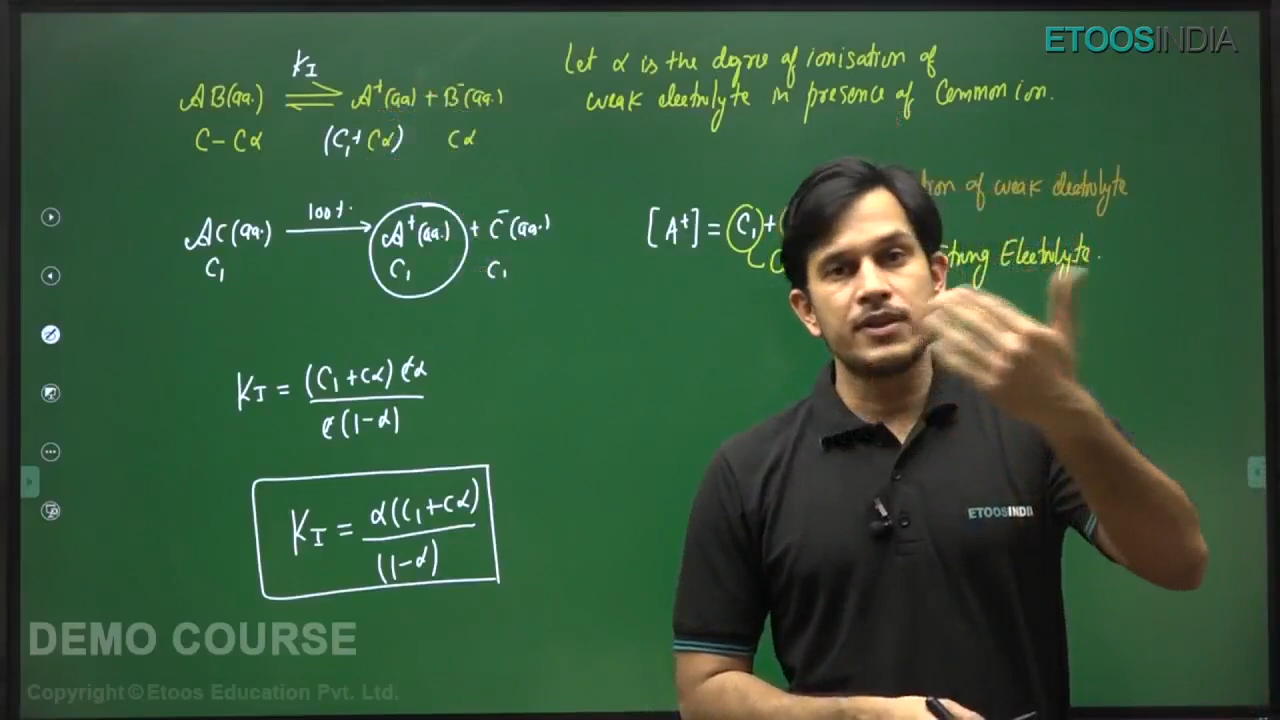 ETOOSINDIA
Let α is the degree of ionisation of
weak electrolyte in presence of Common ion.
K_I
AB(aq.) ⇌ A⁺(aq) + B⁻(aq.)
C – Cα (C₁ + Cα) Cα
of weak electrolyte
100%
AC(aq.) → A⁺(aq.) + C⁻(aq.)
C₁ C₁ C₁
[A⁺] = C₁ +
Electrolyte.
K_I = (C₁ + Cα) Cα / C(1 – α)
K_I = α(C₁ + Cα) / (1 – α)
ETOOSINDIA
DEMO COURSE
Copyright © Etoos Education Pvt. Ltd.